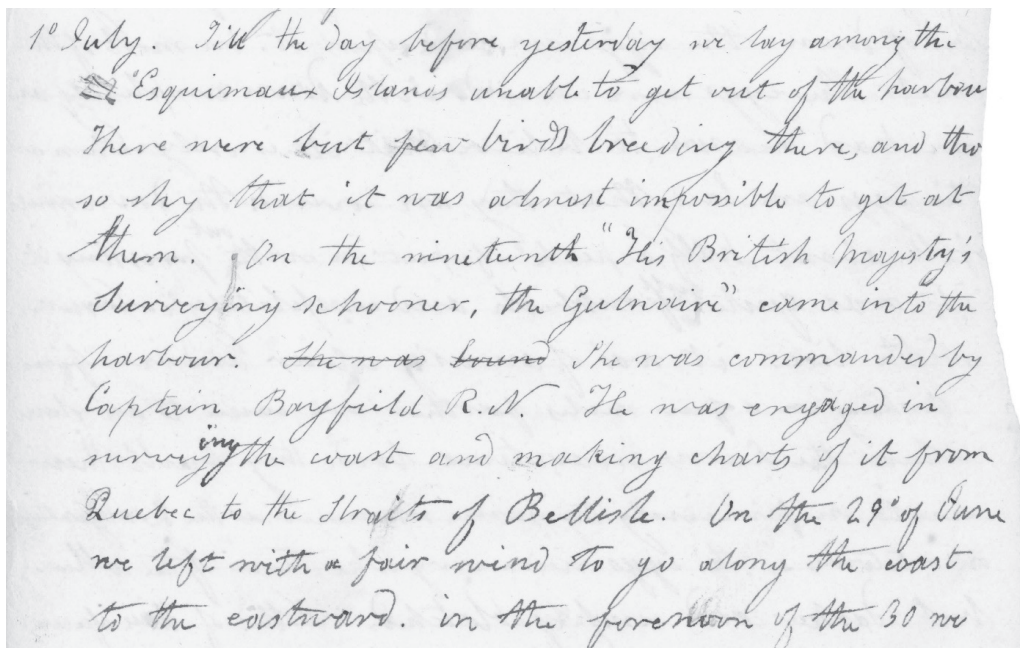 1º July. Till the day before yesterday we lay among the
Esquimaux Islands unable to get out of the harbour
There were but few birds breeding there, and tho
so shy that it was almost impossible to get at
them. On the nineteenth "His British Majesty's
Surveying schooner, the Gulnaire" came into the
harbour. She was bound She was commanded by
Captain Bayfield R.N. He was engaged in
surveying the coast and making charts of it from
Quebec to the Straits of Bellisle. On the 29º of June
we left with a fair wind to go along the coast
to the eastward. in the forenoon of the 30 we